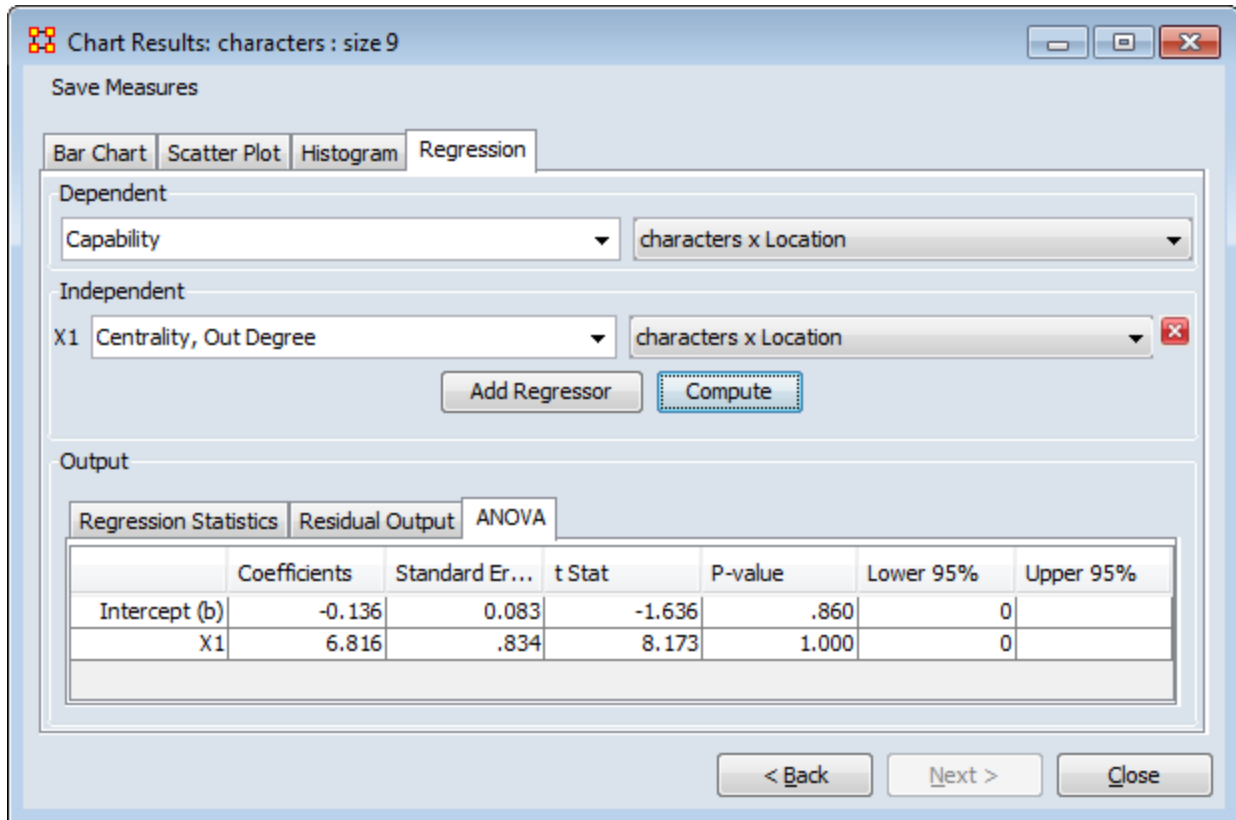 Chart Results: characters : size 9
Save Measures
Bar Chart Scatter Plot Histogram Regression
Dependent
Capability characters x Location
Independent
X1 Centrality, Out Degree characters x Location
Add Regressor Compute
Output
Regression Statistics Residual Output ANOVA
Coefficients Standard Er... t Stat P-value Lower 95% Upper 95%
Intercept (b) -0.136 0.083 -1.636 .860 0
X1 6.816 .834 8.173 1.000 0
< Back Next > Close